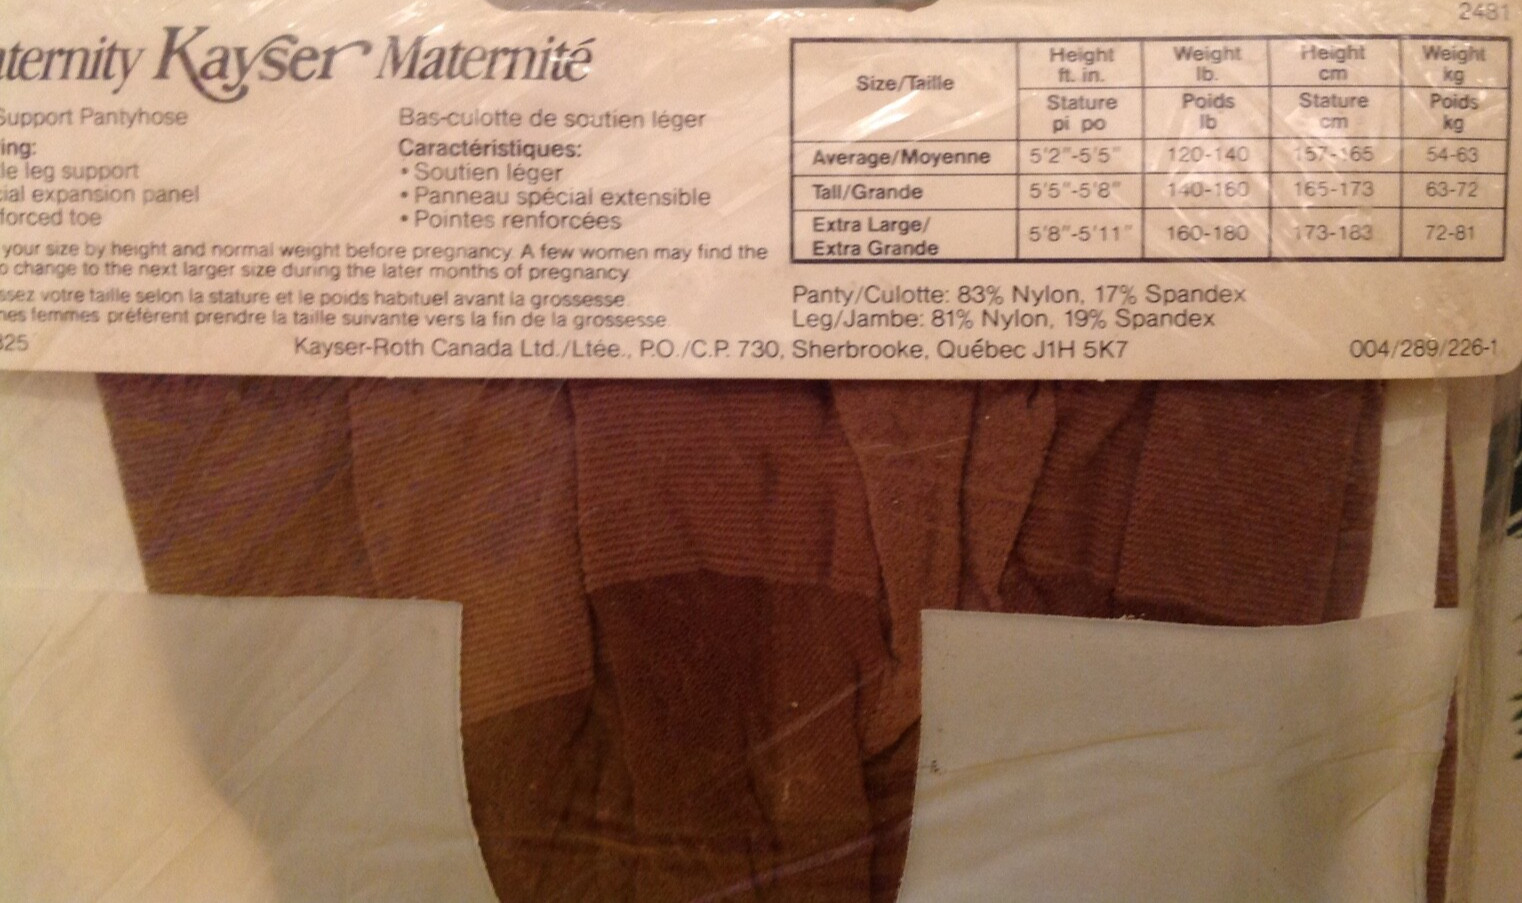 2481
Kayser Maternité
Support Pantyhose
Bas-culotte de soutien léger
ing:
le leg support
ial expansion panel
forced toe
Caractéristiques:
• Soutien léger
• Panneau spécial extensible
• Pointes renforcées
your size by height and normal weight before pregnancy. A few women may find the
o change to the next larger size during the later months of pregnancy
ssez votre taille selon la stature et le poids habituel avant la grossesse.
nes femmes préfèrent prendre la taille suivante vers la fin de la grossesse.
Size/Taille
Height ft. in. Weight lb. Height cm Weight kg
Stature pi po Poids lb Stature cm Poids kg
Average/Moyenne 5'2"-5'5" 120-140 157-165 54-63
Tall/Grande 5'5"-5'8" 140-160 165-173 63-72
Extra Large/
Extra Grande 5'8"-5'11" 160-180 173-183 72-81
Panty/Culotte: 83% Nylon, 17% Spandex
Leg/Jambe: 81% Nylon, 19% Spandex
325 Kayser-Roth Canada Ltd./Ltée., P.O./C.P. 730, Sherbrooke, Québec J1H 5K7 004/289/226-1